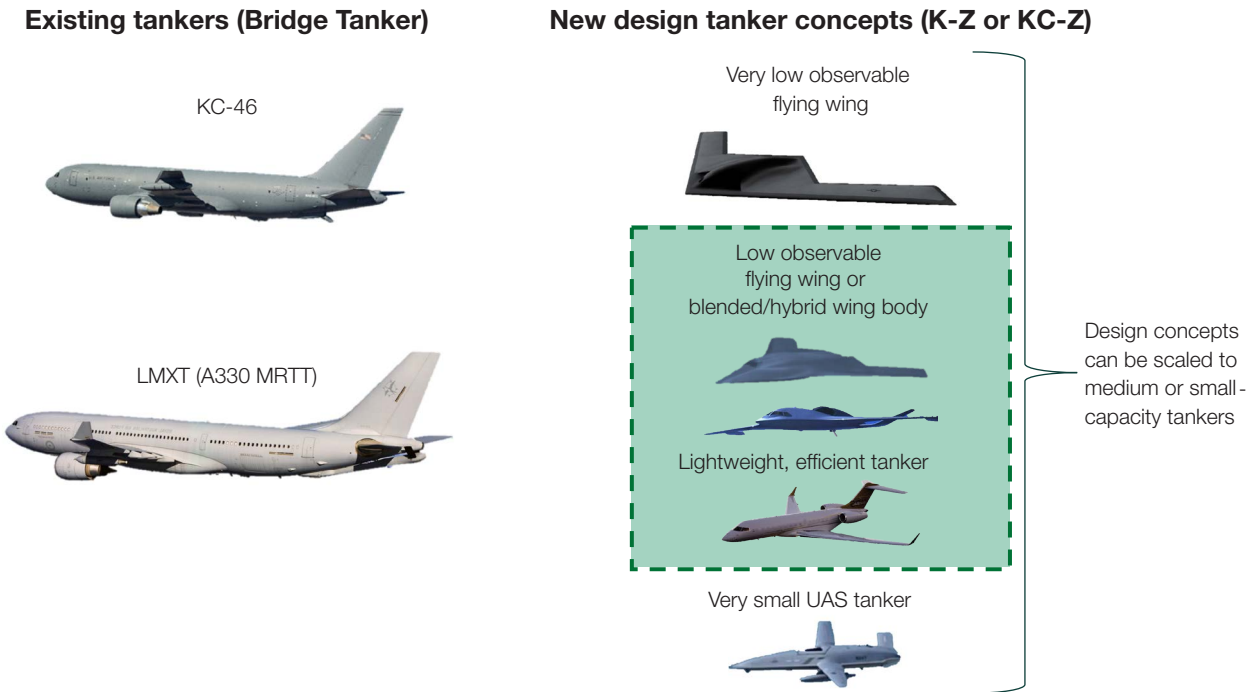 Existing tankers (Bridge Tanker)
KC-46
LMXT (A330 MRTT)
New design tanker concepts (K-Z or KC-Z)
Very low observable
flying wing
Low observable
flying wing or
blended/hybrid wing body
Lightweight, efficient tanker
Very small UAS tanker
Design concepts
can be scaled to
medium or small-
capacity tankers